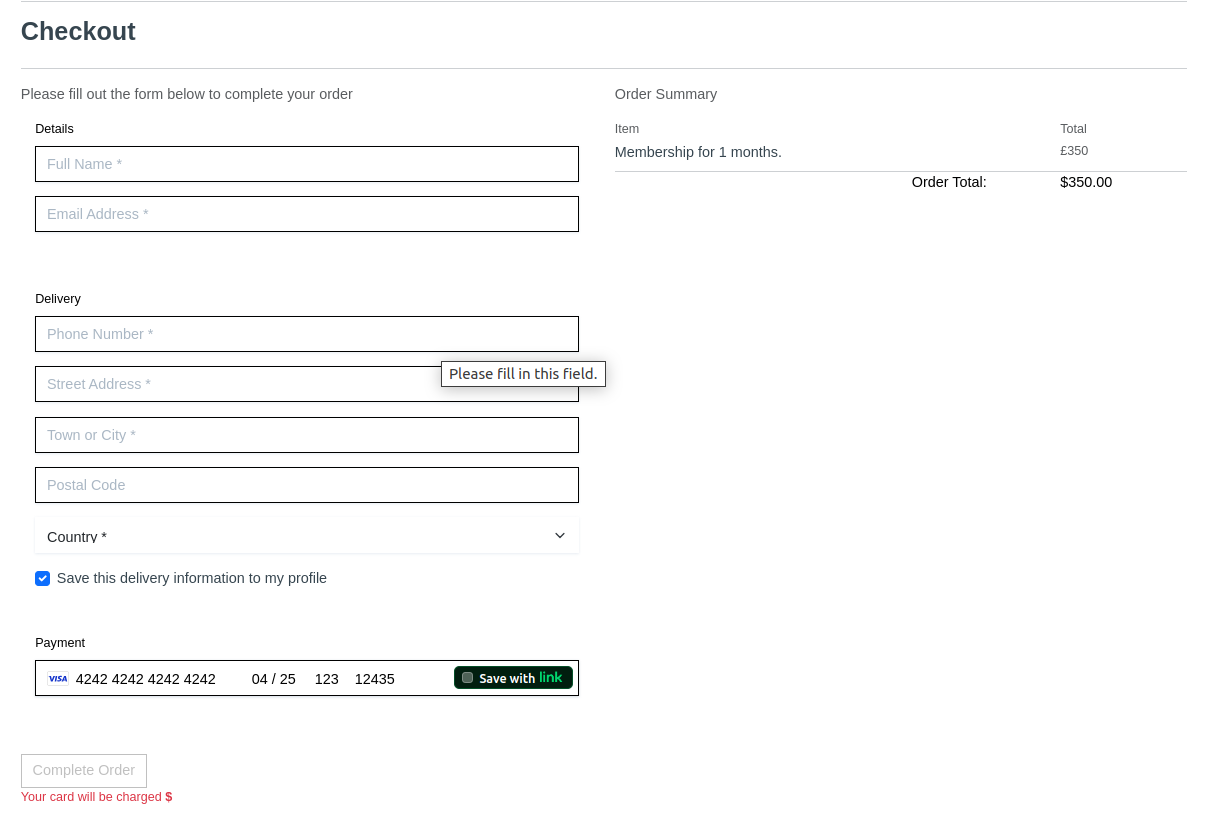 Checkout
Please fill out the form below to complete your order
Details
Full Name *
Email Address *
Delivery
Phone Number *
Please fill in this field.
Street Address *
Town or City *
Postal Code
Country *
Save this delivery information to my profile
Payment
VISA 4242 4242 4242 4242 04 / 25 123 12435 Save with link
Complete Order
Your card will be charged $
Order Summary
Item Total
Membership for 1 months. £350
Order Total: $350.00